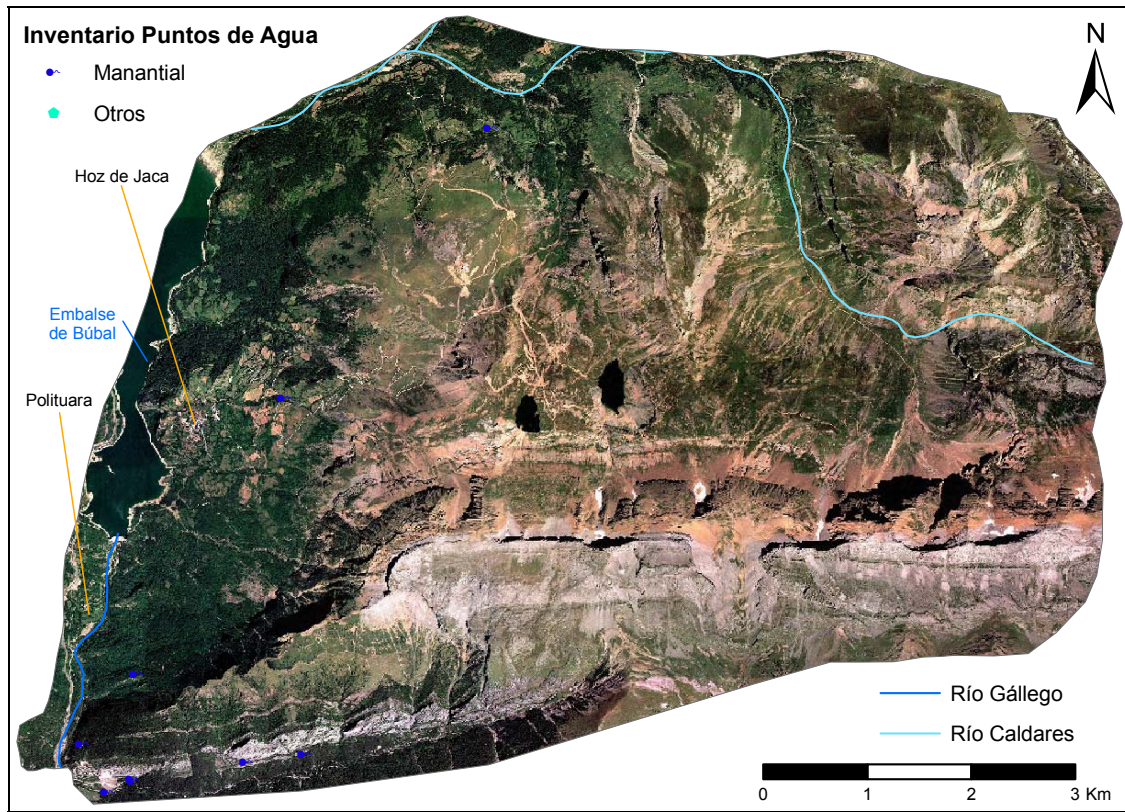 Inventario Puntos de Agua
Manantial
Otros
N
Hoz de Jaca
Embalse
de Búbal
Polituara
Río Gállego
Río Caldares
0 1 2 3 Km